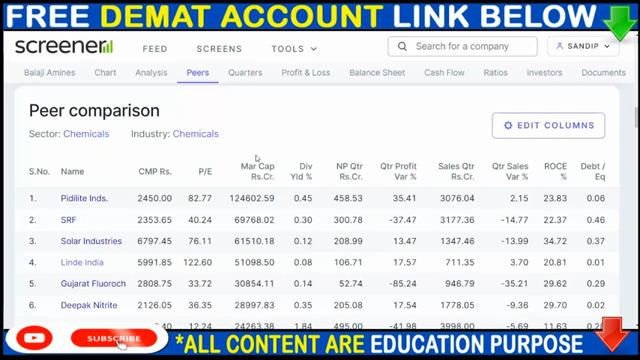 FREE DEMAT ACCOUNT LINK BELOW
screener FEED SCREENS TOOLS Search for a company SANDIP
Balaji Amines Chart Analysis Peers Quarters Profit & Loss Balance Sheet Cash Flow Ratios Investors Documents
Peer comparison
Sector: Chemicals Industry: Chemicals
EDIT COLUMNS
S.No. Name CMP Rs. P/E Mar Cap Rs.Cr. Div Yld % NP Qtr Rs.Cr. Qtr Profit Var % Sales Qtr Rs.Cr. Qtr Sales Var % ROCE % Debt / Eq
1. Pidilite Inds. 2450.00 82.77 124602.59 0.45 458.53 35.41 3076.04 2.15 23.83 0.06
2. SRF 2353.65 40.24 69768.02 0.30 300.78 -37.47 3177.36 -14.77 22.37 0.46
3. Solar Industries 6797.45 76.11 61510.18 0.12 208.99 13.47 1347.46 -13.99 34.72 0.37
4. Linde India 5991.85 122.60 51098.50 0.08 106.71 17.57 711.35 3.70 20.81 0.01
5. Gujarat Fluoroch 2808.75 33.72 30854.11 0.14 52.74 -85.24 946.79 -35.21 29.62 0.29
6. Deepak Nitrite 2126.05 36.35 28997.83 0.35 205.08 17.54 1778.05 -9.36 29.70 0.02
12.24 24263.38 1.84 495.00 -41.98 3998.00 -5.69 11.63
SUBSCRIBE
*ALL CONTENT ARE EDUCATION PURPOSE